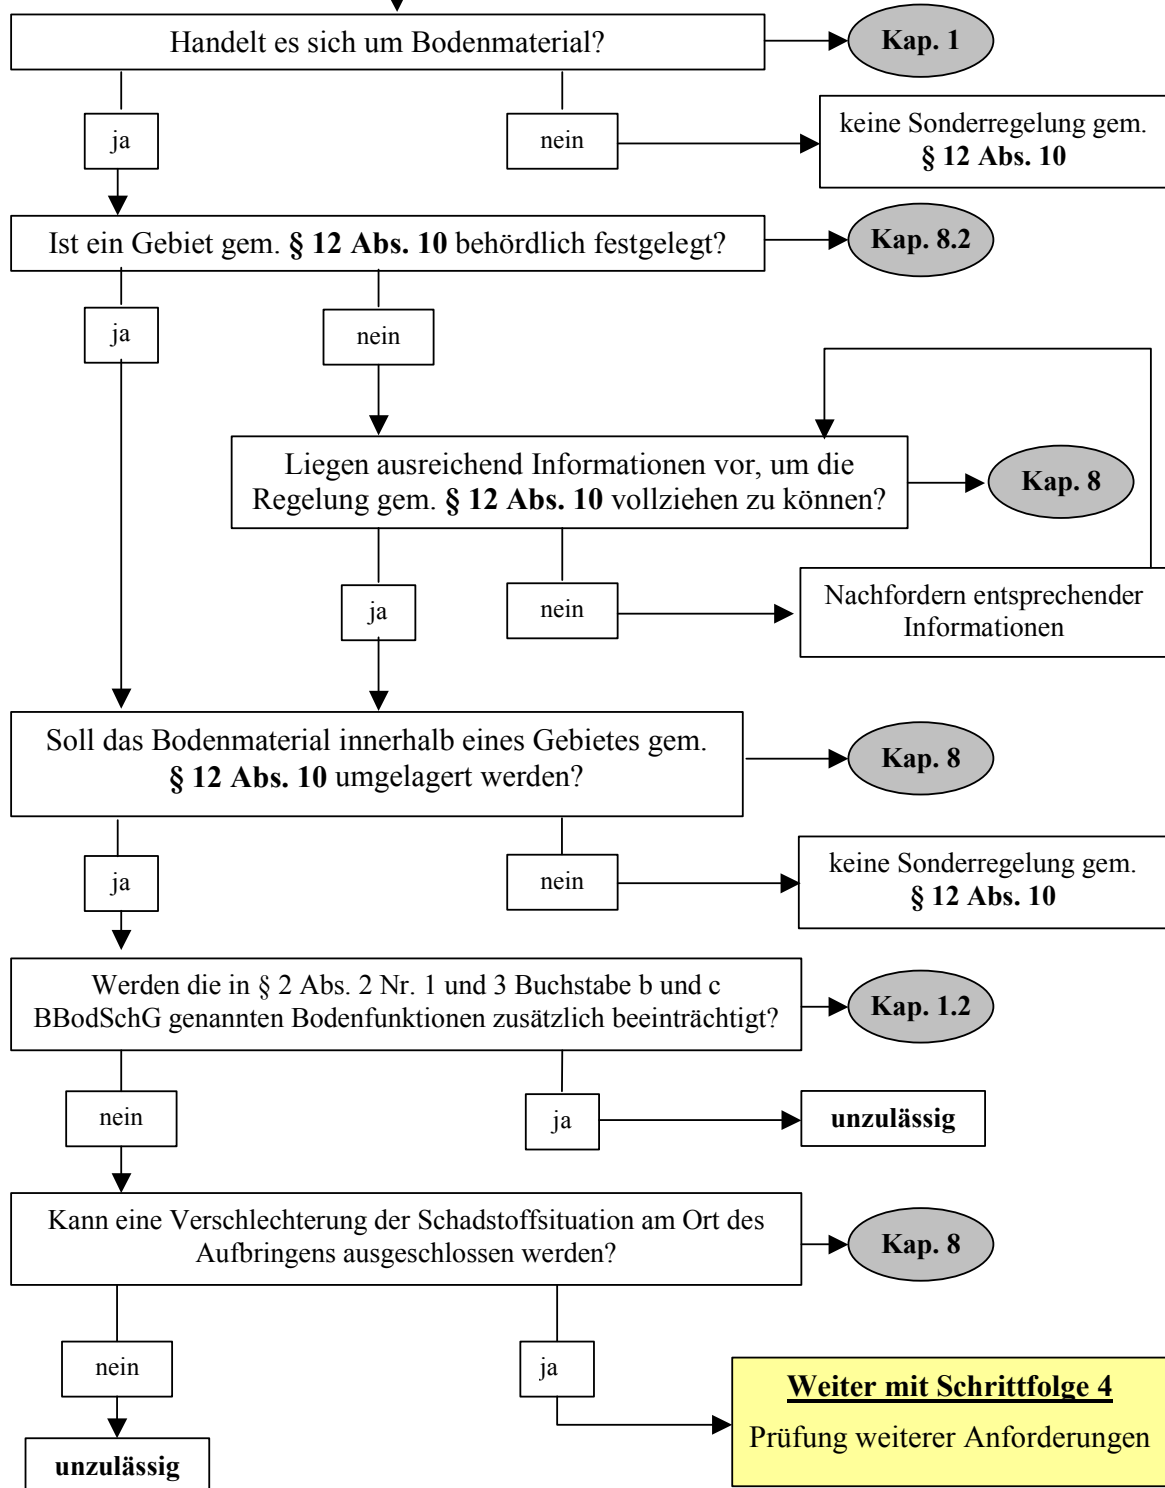 Handelt es sich um Bodenmaterial?
Kap. 1
ja
nein
keine Sonderregelung gem.
§ 12 Abs. 10
Ist ein Gebiet gem. § 12 Abs. 10 behördlich festgelegt?
Kap. 8.2
ja
nein
Liegen ausreichend Informationen vor, um die
Regelung gem. § 12 Abs. 10 vollziehen zu können?
Kap. 8
ja
nein
Nachfordern entsprechender
Informationen
Soll das Bodenmaterial innerhalb eines Gebietes gem.
§ 12 Abs. 10 umgelagert werden?
Kap. 8
ja
nein
keine Sonderregelung gem.
§ 12 Abs. 10
Werden die in § 2 Abs. 2 Nr. 1 und 3 Buchstabe b und c
BBodSchG genannten Bodenfunktionen zusätzlich beeinträchtigt?
Kap. 1.2
nein
ja
unzulässig
Kann eine Verschlechterung der Schadstoffsituation am Ort des
Aufbringens ausgeschlossen werden?
Kap. 8
nein
ja
unzulässig
Weiter mit Schrittfolge 4
Prüfung weiterer Anforderungen